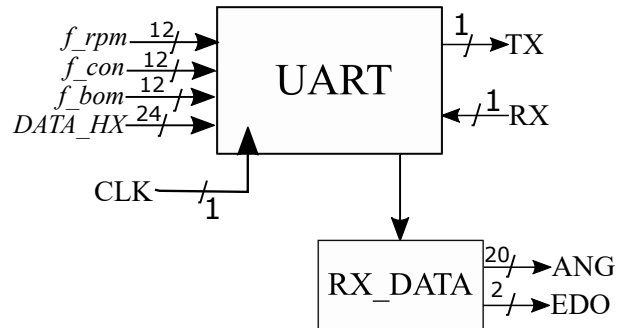 f_rpm 12
f_con 12
f_bom 12
DATA_HX 24
UART
1 TX
1 RX
CLK 1
RX_DATA
20 ANG
2 EDO